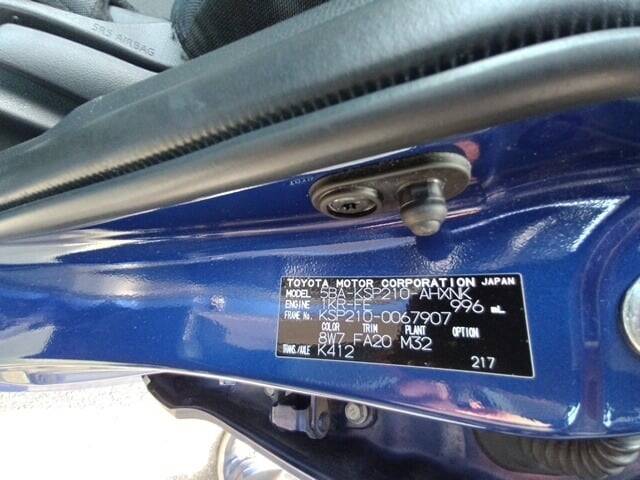 SRS AIRBAG
TOYOTA MOTOR CORPORATION JAPAN
MODEL 5BA-KSP210-AHXNK
ENGINE 1KR-FE 996 mL
FRAME No. KSP210-0067907
COLOR TRIM PLANT OPTION
8W7 FA20 M32
TRANS./AXLE K412
217